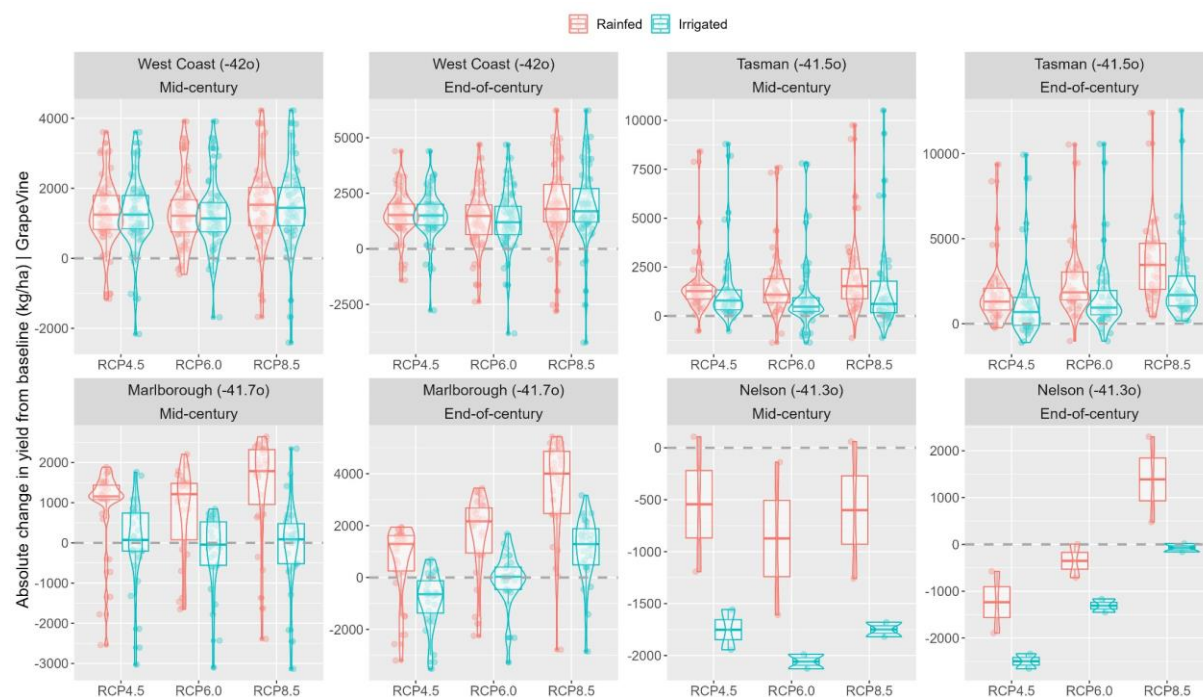 Rainfed Irrigated
Absolute change in yield from baseline (kg/ha) | GrapeVine
West Coast (-42o)
Mid-century
4000
2000
0
-2000
RCP4.5 RCP6.0 RCP8.5
West Coast (-42o)
End-of-century
5000
2500
0
-2500
RCP4.5 RCP6.0 RCP8.5
Tasman (-41.5o)
Mid-century
10000
7500
5000
2500
0
RCP4.5 RCP6.0 RCP8.5
Tasman (-41.5o)
End-of-century
10000
5000
0
RCP4.5 RCP6.0 RCP8.5
Marlborough (-41.7o)
Mid-century
2000
1000
0
-1000
-2000
-3000
RCP4.5 RCP6.0 RCP8.5
Marlborough (-41.7o)
End-of-century
4000
2000
0
-2000
RCP4.5 RCP6.0 RCP8.5
Nelson (-41.3o)
Mid-century
0
-500
-1000
-1500
-2000
RCP4.5 RCP6.0 RCP8.5
Nelson (-41.3o)
End-of-century
2000
1000
0
-1000
-2000
RCP4.5 RCP6.0 RCP8.5